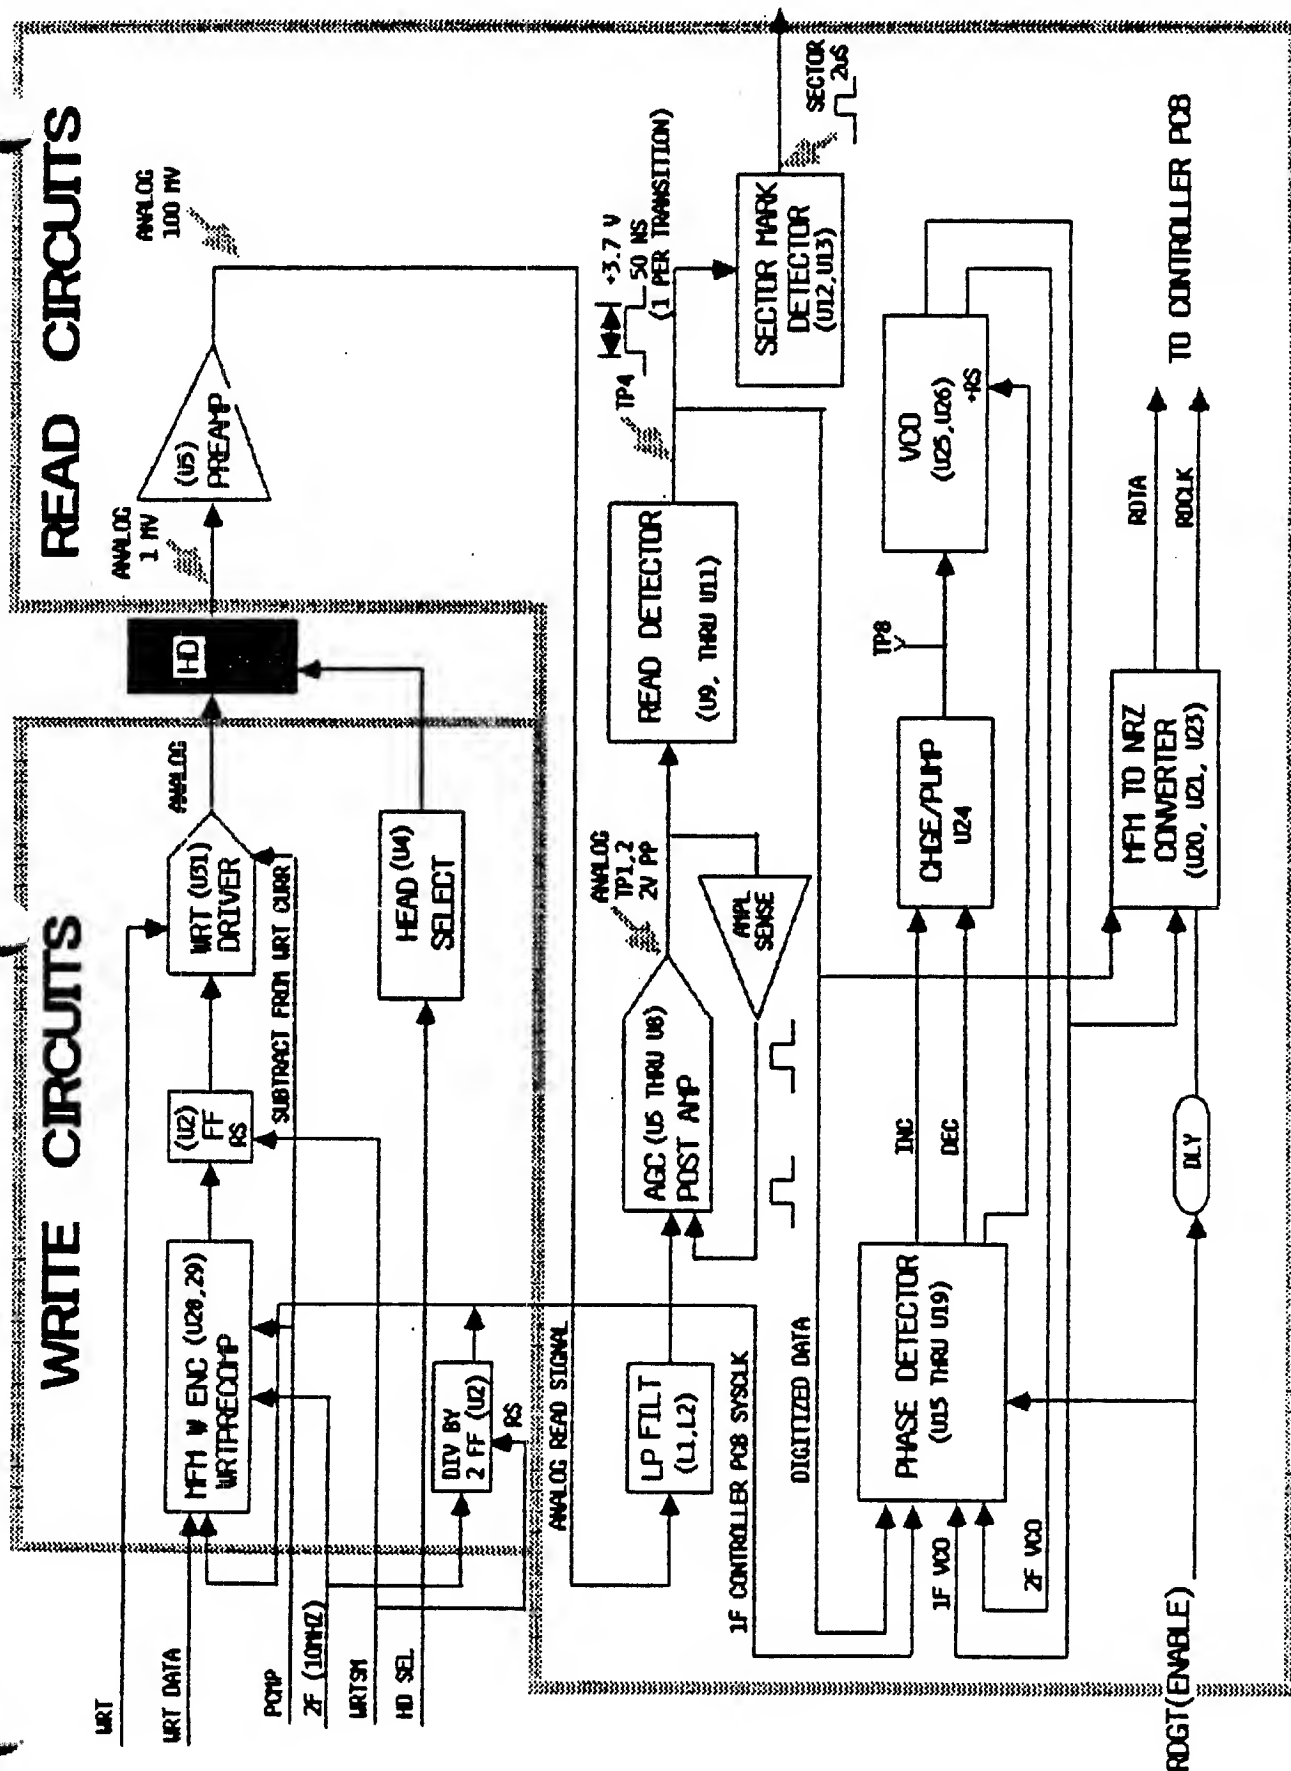 WRITE CIRCUITS
READ CIRCUITS
WRT
WRT DATA
PCMP
2F (10MHZ)
WRTSM
HD SEL
MFM W ENC (U28,29)
WRTPRECOMP
(U2)
FF
RS
WRT (U31)
DRIVER
ANALOG
SUBTRACT FROM WRT CURR
HEAD (U4)
SELECT
DIV BY
2 FF (U2)
RS
HD
ANALOG
1 MV
(U5)
PREAMP
ANALOG
100 MV
ANALOG READ SIGNAL
LP FILT
(L1,L2)
AGC (U5 THRU U8)
POST AMP
ANALOG
TP1,2
2V PP
AMPL
SENSE
READ DETECTOR
(U9, THRU U11)
TP4
+3.7 V
50 NS
(1 PER TRANSITION)
SECTOR MARK
DETECTOR
(U12,U13)
SECTOR
2uS
1F CONTROLLER PCB SYSCLK
DIGITIZED DATA
PHASE DETECTOR
(U15 THRU U19)
INC
DEC
CHGE/PUMP
U24
TP8
VCO
(U25,U26)
+RS
1F VCO
2F VCO
RDGT(ENABLE)
DLY
MFM TO NRZ
CONVERTER
(U20, U21, U23)
RDTA
RDCLK
TO CONTROLLER PCB